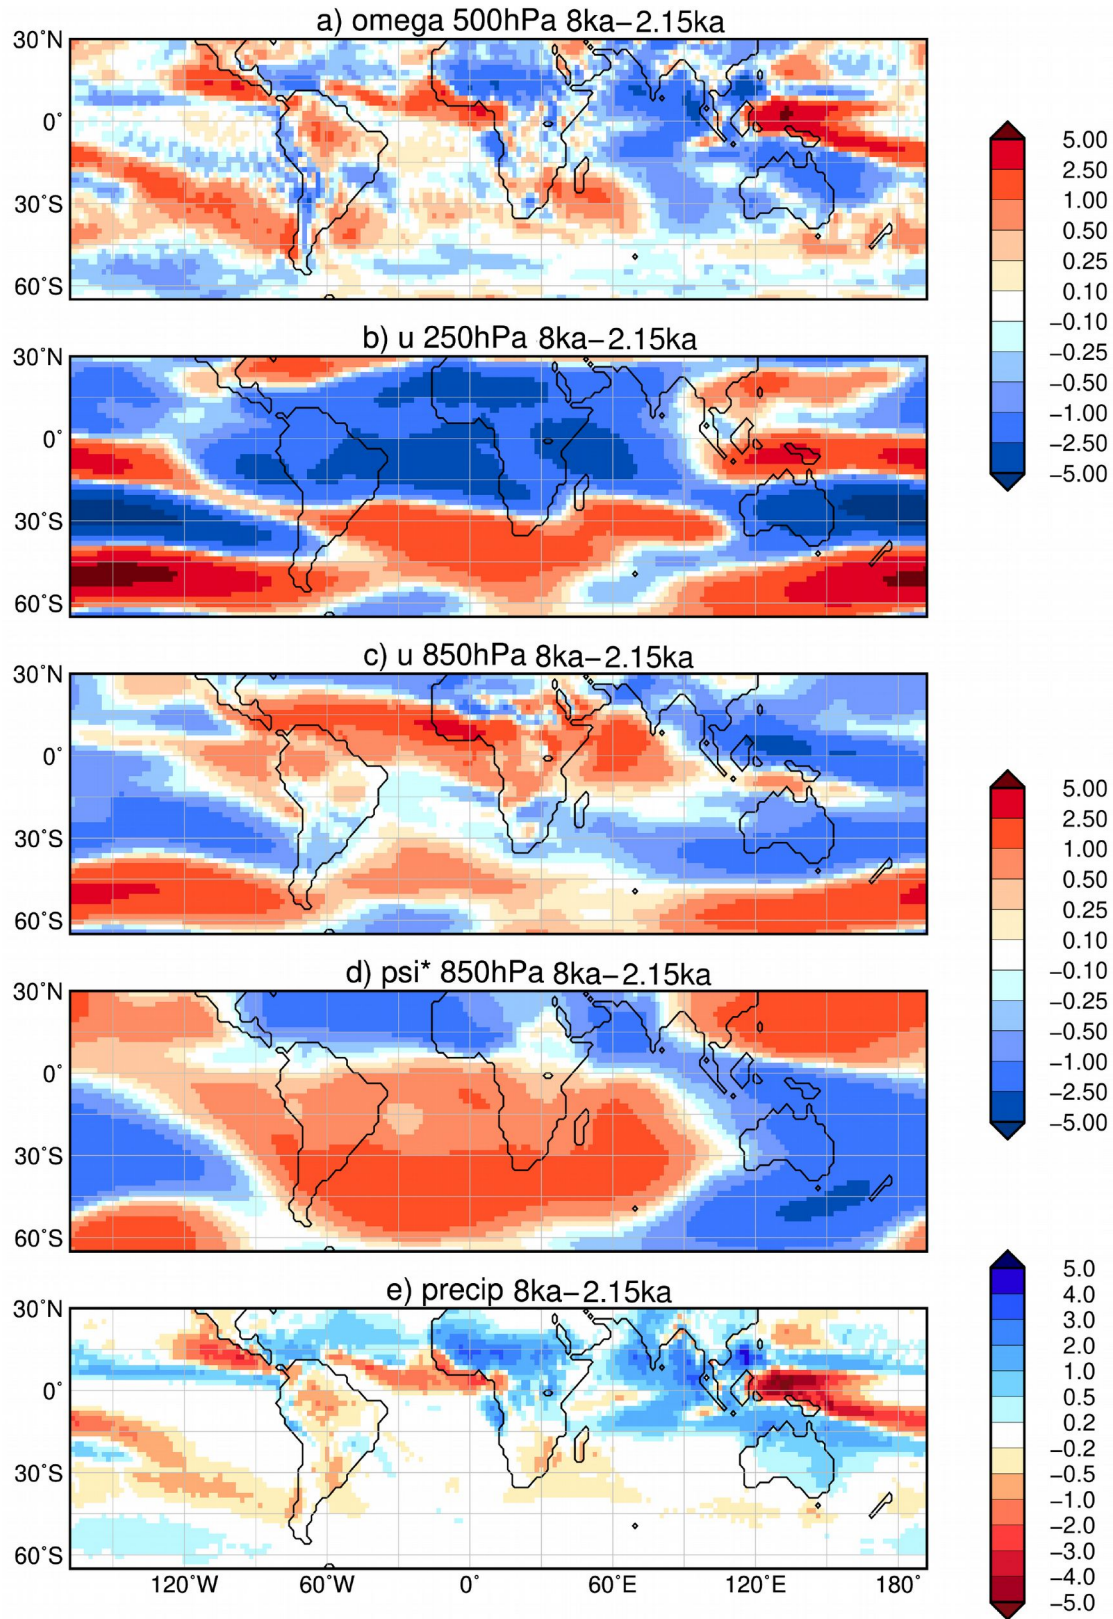 a) omega 500hPa 8ka−2.15ka
30°N
0°
30°S
60°S
b) u 250hPa 8ka−2.15ka
30°N
0°
30°S
60°S
5.00
2.50
1.00
0.50
0.25
0.10
−0.10
−0.25
−0.50
−1.00
−2.50
−5.00
c) u 850hPa 8ka−2.15ka
30°N
0°
30°S
60°S
d) psi* 850hPa 8ka−2.15ka
30°N
0°
30°S
60°S
5.00
2.50
1.00
0.50
0.25
0.10
−0.10
−0.25
−0.50
−1.00
−2.50
−5.00
e) precip 8ka−2.15ka
30°N
0°
30°S
60°S
120°W 60°W 0° 60°E 120°E 180°
5.0
4.0
3.0
2.0
1.0
0.5
0.2
−0.2
−0.5
−1.0
−2.0
−3.0
−4.0
−5.0